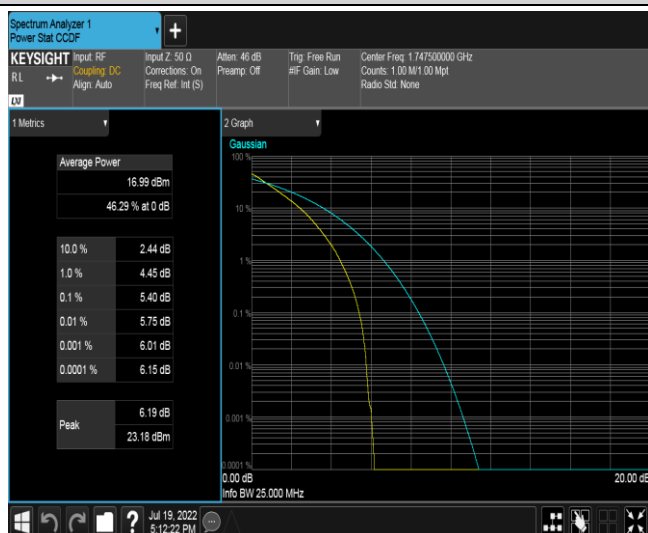 Spectrum Analyzer 1
Power Stat CCDF
+
KEYSIGHT
RL
LXI
Input: RF
Coupling: DC
Align: Auto
Input Z: 50 Ω
Corrections: On
Freq Ref: Int (S)
Atten: 46 dB
Preamp: Off
Trig: Free Run
#IF Gain: Low
Center Freq: 1.747500000 GHz
Counts: 1.00 M/1.00 Mpt
Radio Std: None
1 Metrics
Average Power
16.99 dBm
46.29 % at 0 dB
10.0 % 2.44 dB
1.0 % 4.45 dB
0.1 % 5.40 dB
0.01 % 5.75 dB
0.001 % 6.01 dB
0.0001 % 6.15 dB
Peak
6.19 dB
23.18 dBm
2 Graph
Gaussian
100 %
10 %
1 %
0.1 %
0.01 %
0.001 %
0.0001 %
0.00 dB
20.00 dB
Info BW 25.000 MHz
?
Jul 19, 2022
5:12:22 PM